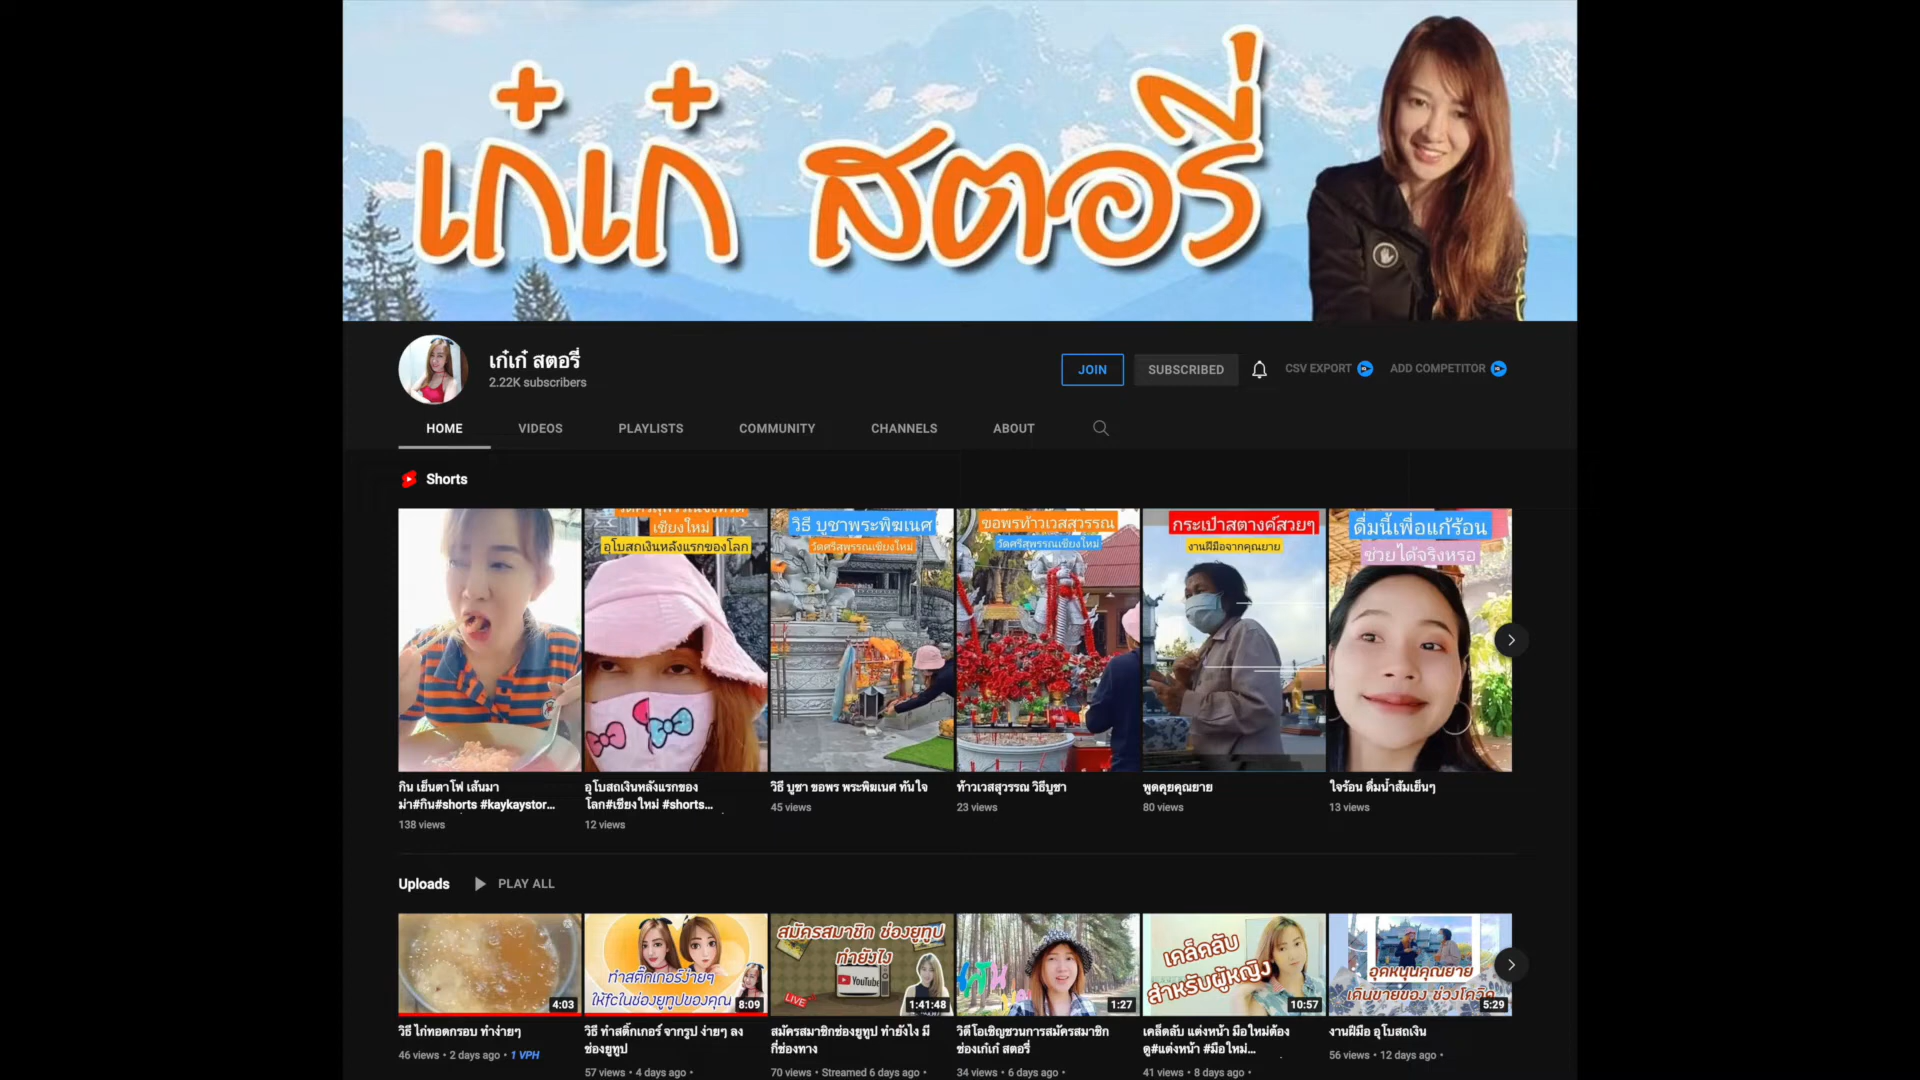 เก๋เก๋ สตอรี่
เก๋เก๋ สตอรี่
2.22K subscribers
JOIN
SUBSCRIBED
CSV EXPORT
ADD COMPETITOR
HOME
VIDEOS
PLAYLISTS
COMMUNITY
CHANNELS
ABOUT
Shorts
เชียงใหม่
อุโบสถเงินหลังแรกของโลก
วิธี บูชาพระพิฆเนศ
วัดศรีสุพรรณเชียงใหม่
ขอพรท้าวเวสสุวรรณ
วัดศรีสุพรรณเชียงใหม่
กระเป๋าสตางค์สวยๆ
งานฝีมือจากคุณยาย
ดื่มนี้เพื่อแก้ร้อน
ช่วยได้จริงหรอ
กิน เย็นตาโฟ เส้นมา
ม่า#กิน#shorts #kaykaystor...
138 views
อุโบสถเงินหลังแรกของ
โลก#เชียงใหม่ #shorts...
12 views
วิธี บูชา ขอพร พระพิฆเนศ ทันใจ
45 views
ท้าวเวสสุวรรณ วิธีบูชา
23 views
พูดคุยคุณยาย
80 views
ใจร้อน ดื่มน้ำส้มเย็นๆ
13 views
Uploads
PLAY ALL
4:03
ทำสติ๊กเกอร์ง่ายๆ
ให้fcในช่องยูทูปของคุณ
8:09
สมัครสมาชิก ช่องยูทูป
ทำยังไง
YouTube
LIVE
1:41:48
1:27
เคล็ดลับ
สำหรับผู้หญิง
10:57
อุดหนุนคุณยาย
เดินขายของ ช่วงโควิด
5:29
วิธี ไก่ทอดกรอบ ทำง่ายๆ
46 views • 2 days ago • 1 VPH
วิธี ทำสติ๊กเกอร์ จากรูป ง่ายๆ ลง
ช่องยูทูป
57 views • 4 days ago •
สมัครสมาชิกช่องยูทูป ทำยังไง มี
กี่ช่องทาง
70 views • Streamed 6 days ago •
วิดีโอเชิญชวนการสมัครสมาชิก
ช่องเก๋เก๋ สตอรี่
34 views • 6 days ago •
เคล็ดลับ แต่งหน้า มือใหม่ต้อง
ดู#แต่งหน้า #มือใหม่...
41 views • 8 days ago •
งานฝีมือ อุโบสถเงิน
56 views • 12 days ago •